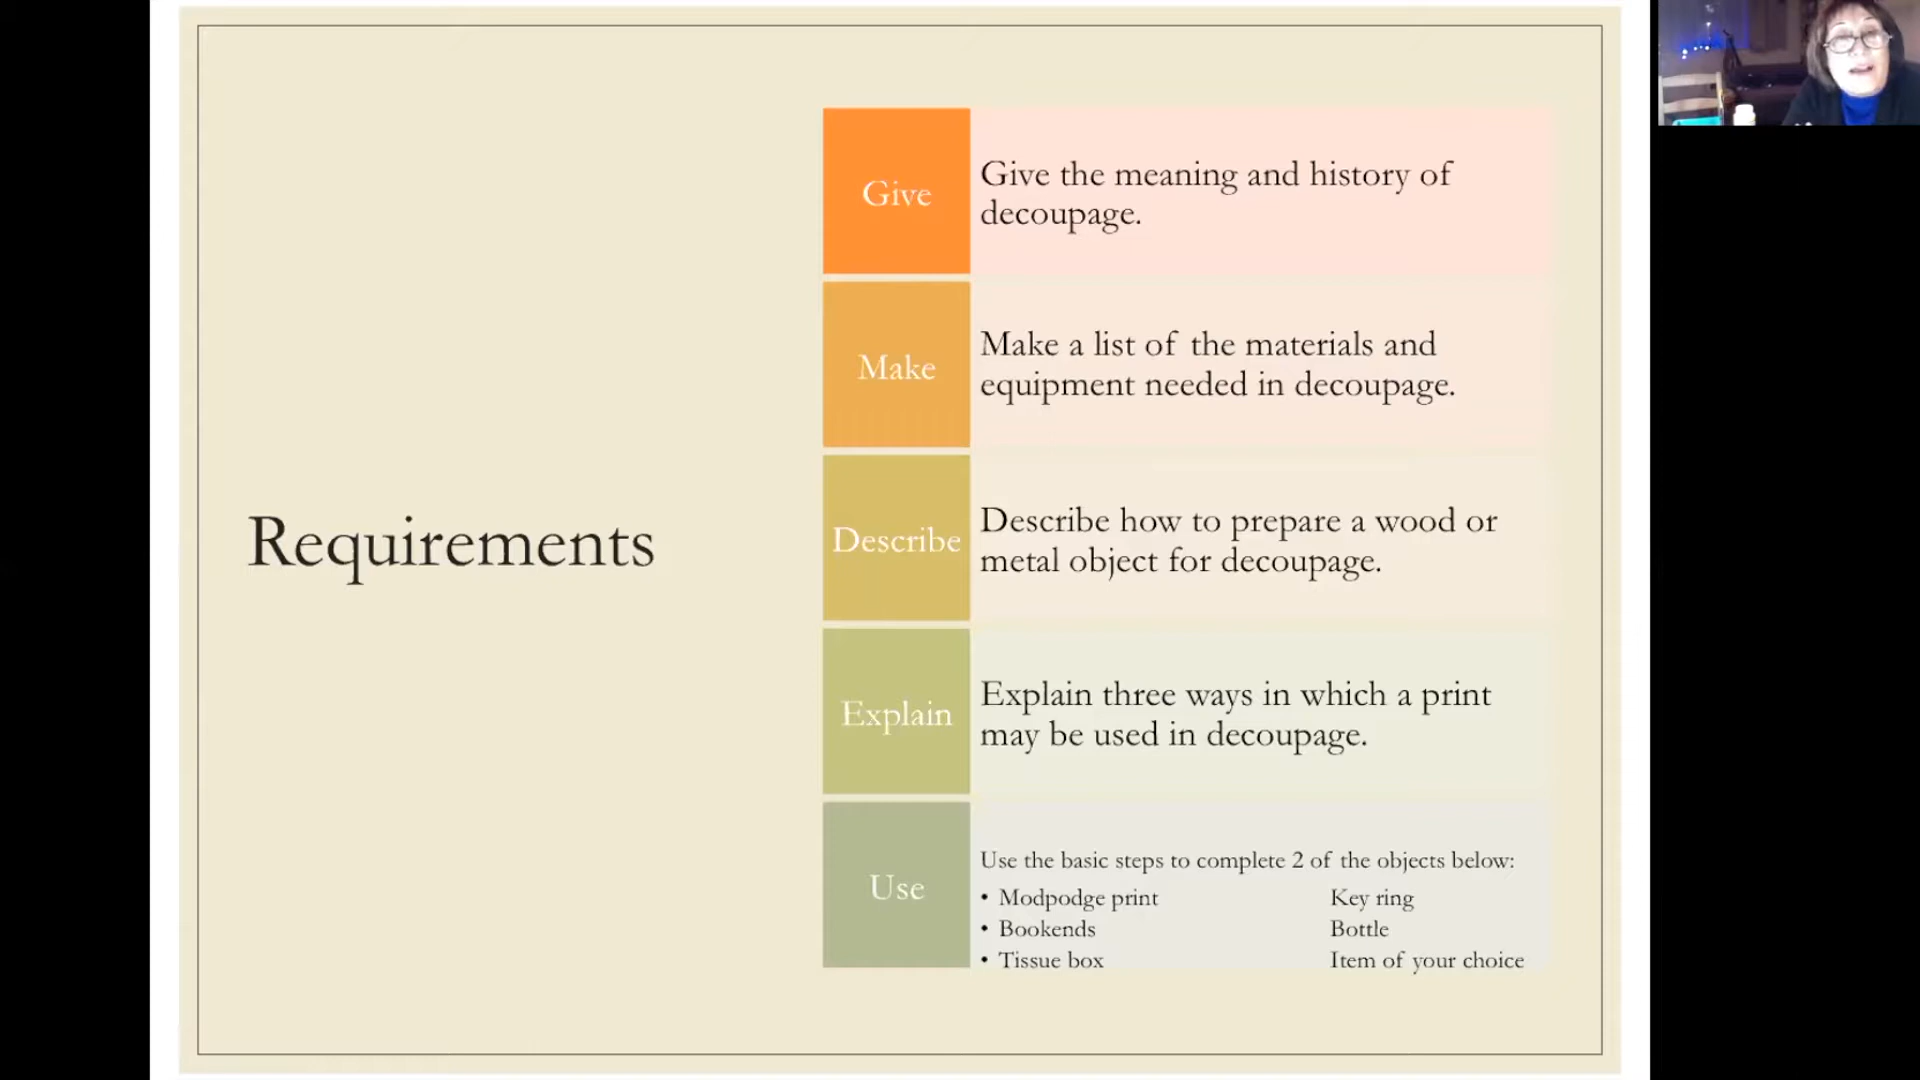 Requirements
Give
Give the meaning and history of
decoupage.
Make
Make a list of the materials and
equipment needed in decoupage.
Describe
Describe how to prepare a wood or
metal object for decoupage.
Explain
Explain three ways in which a print
may be used in decoupage.
Use
Use the basic steps to complete 2 of the objects below:
• Modpodge print Key ring
• Bookends Bottle
• Tissue box Item of your choice